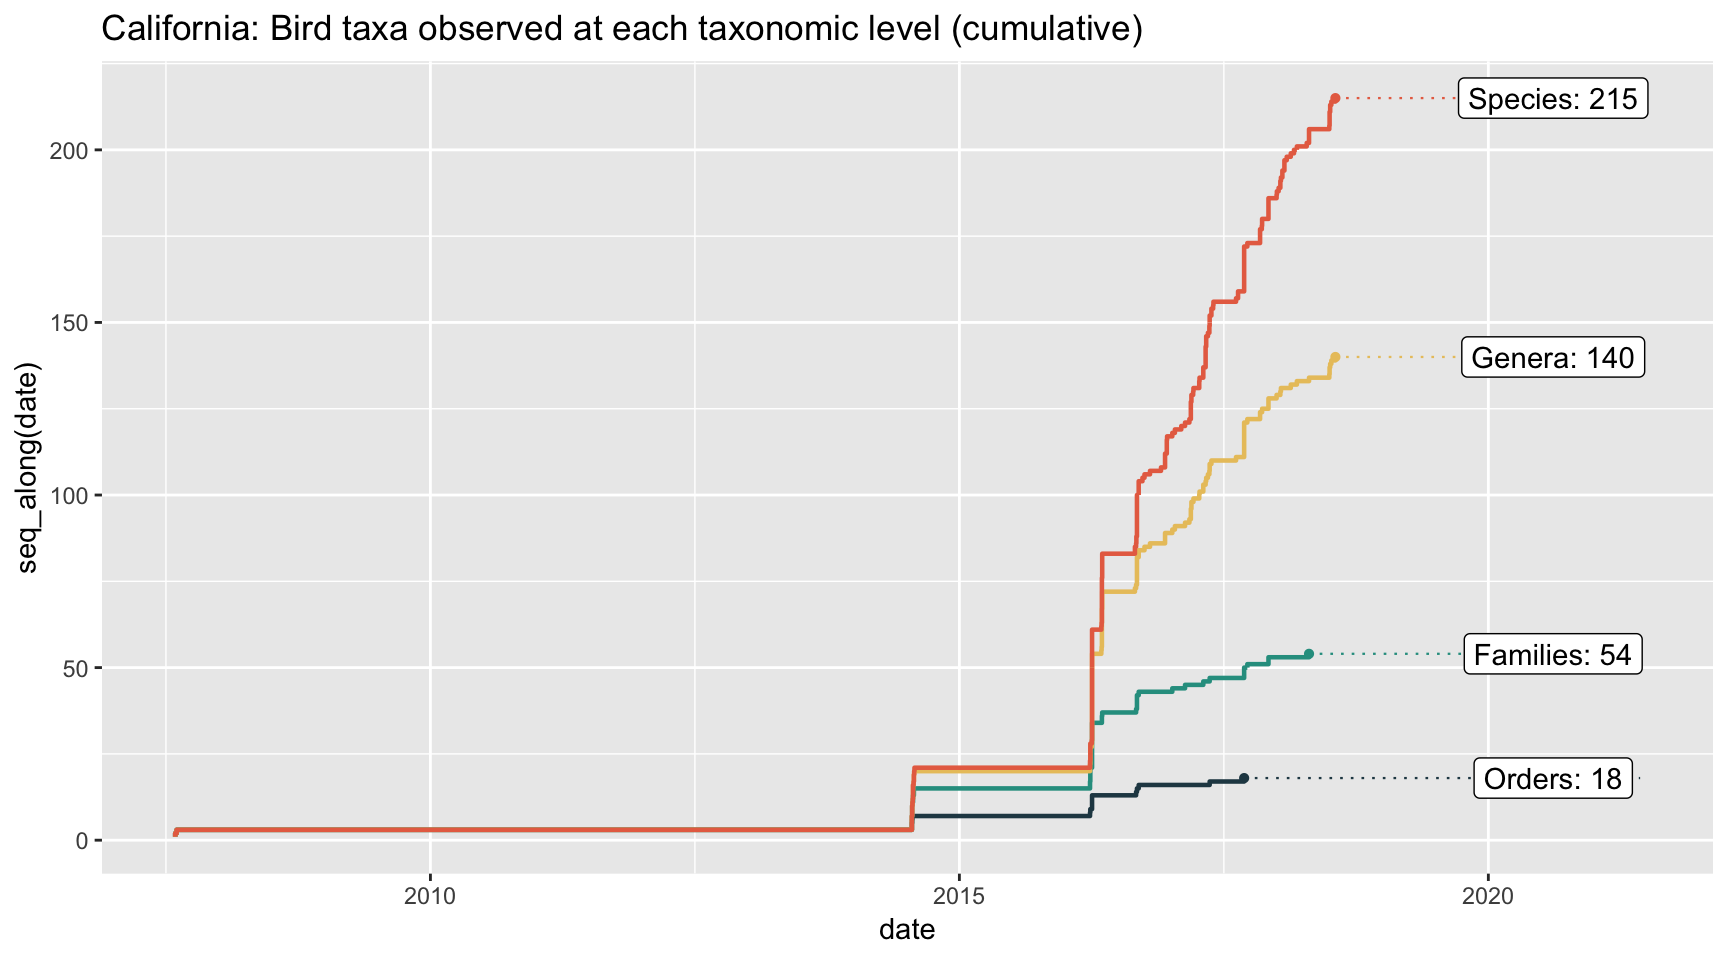 California: Bird taxa observed at each taxonomic level (cumulative)
seq_along(date)
200
150
100
50
0
Species: 215
Genera: 140
Families: 54
Orders: 18
2010
2015
2020
date